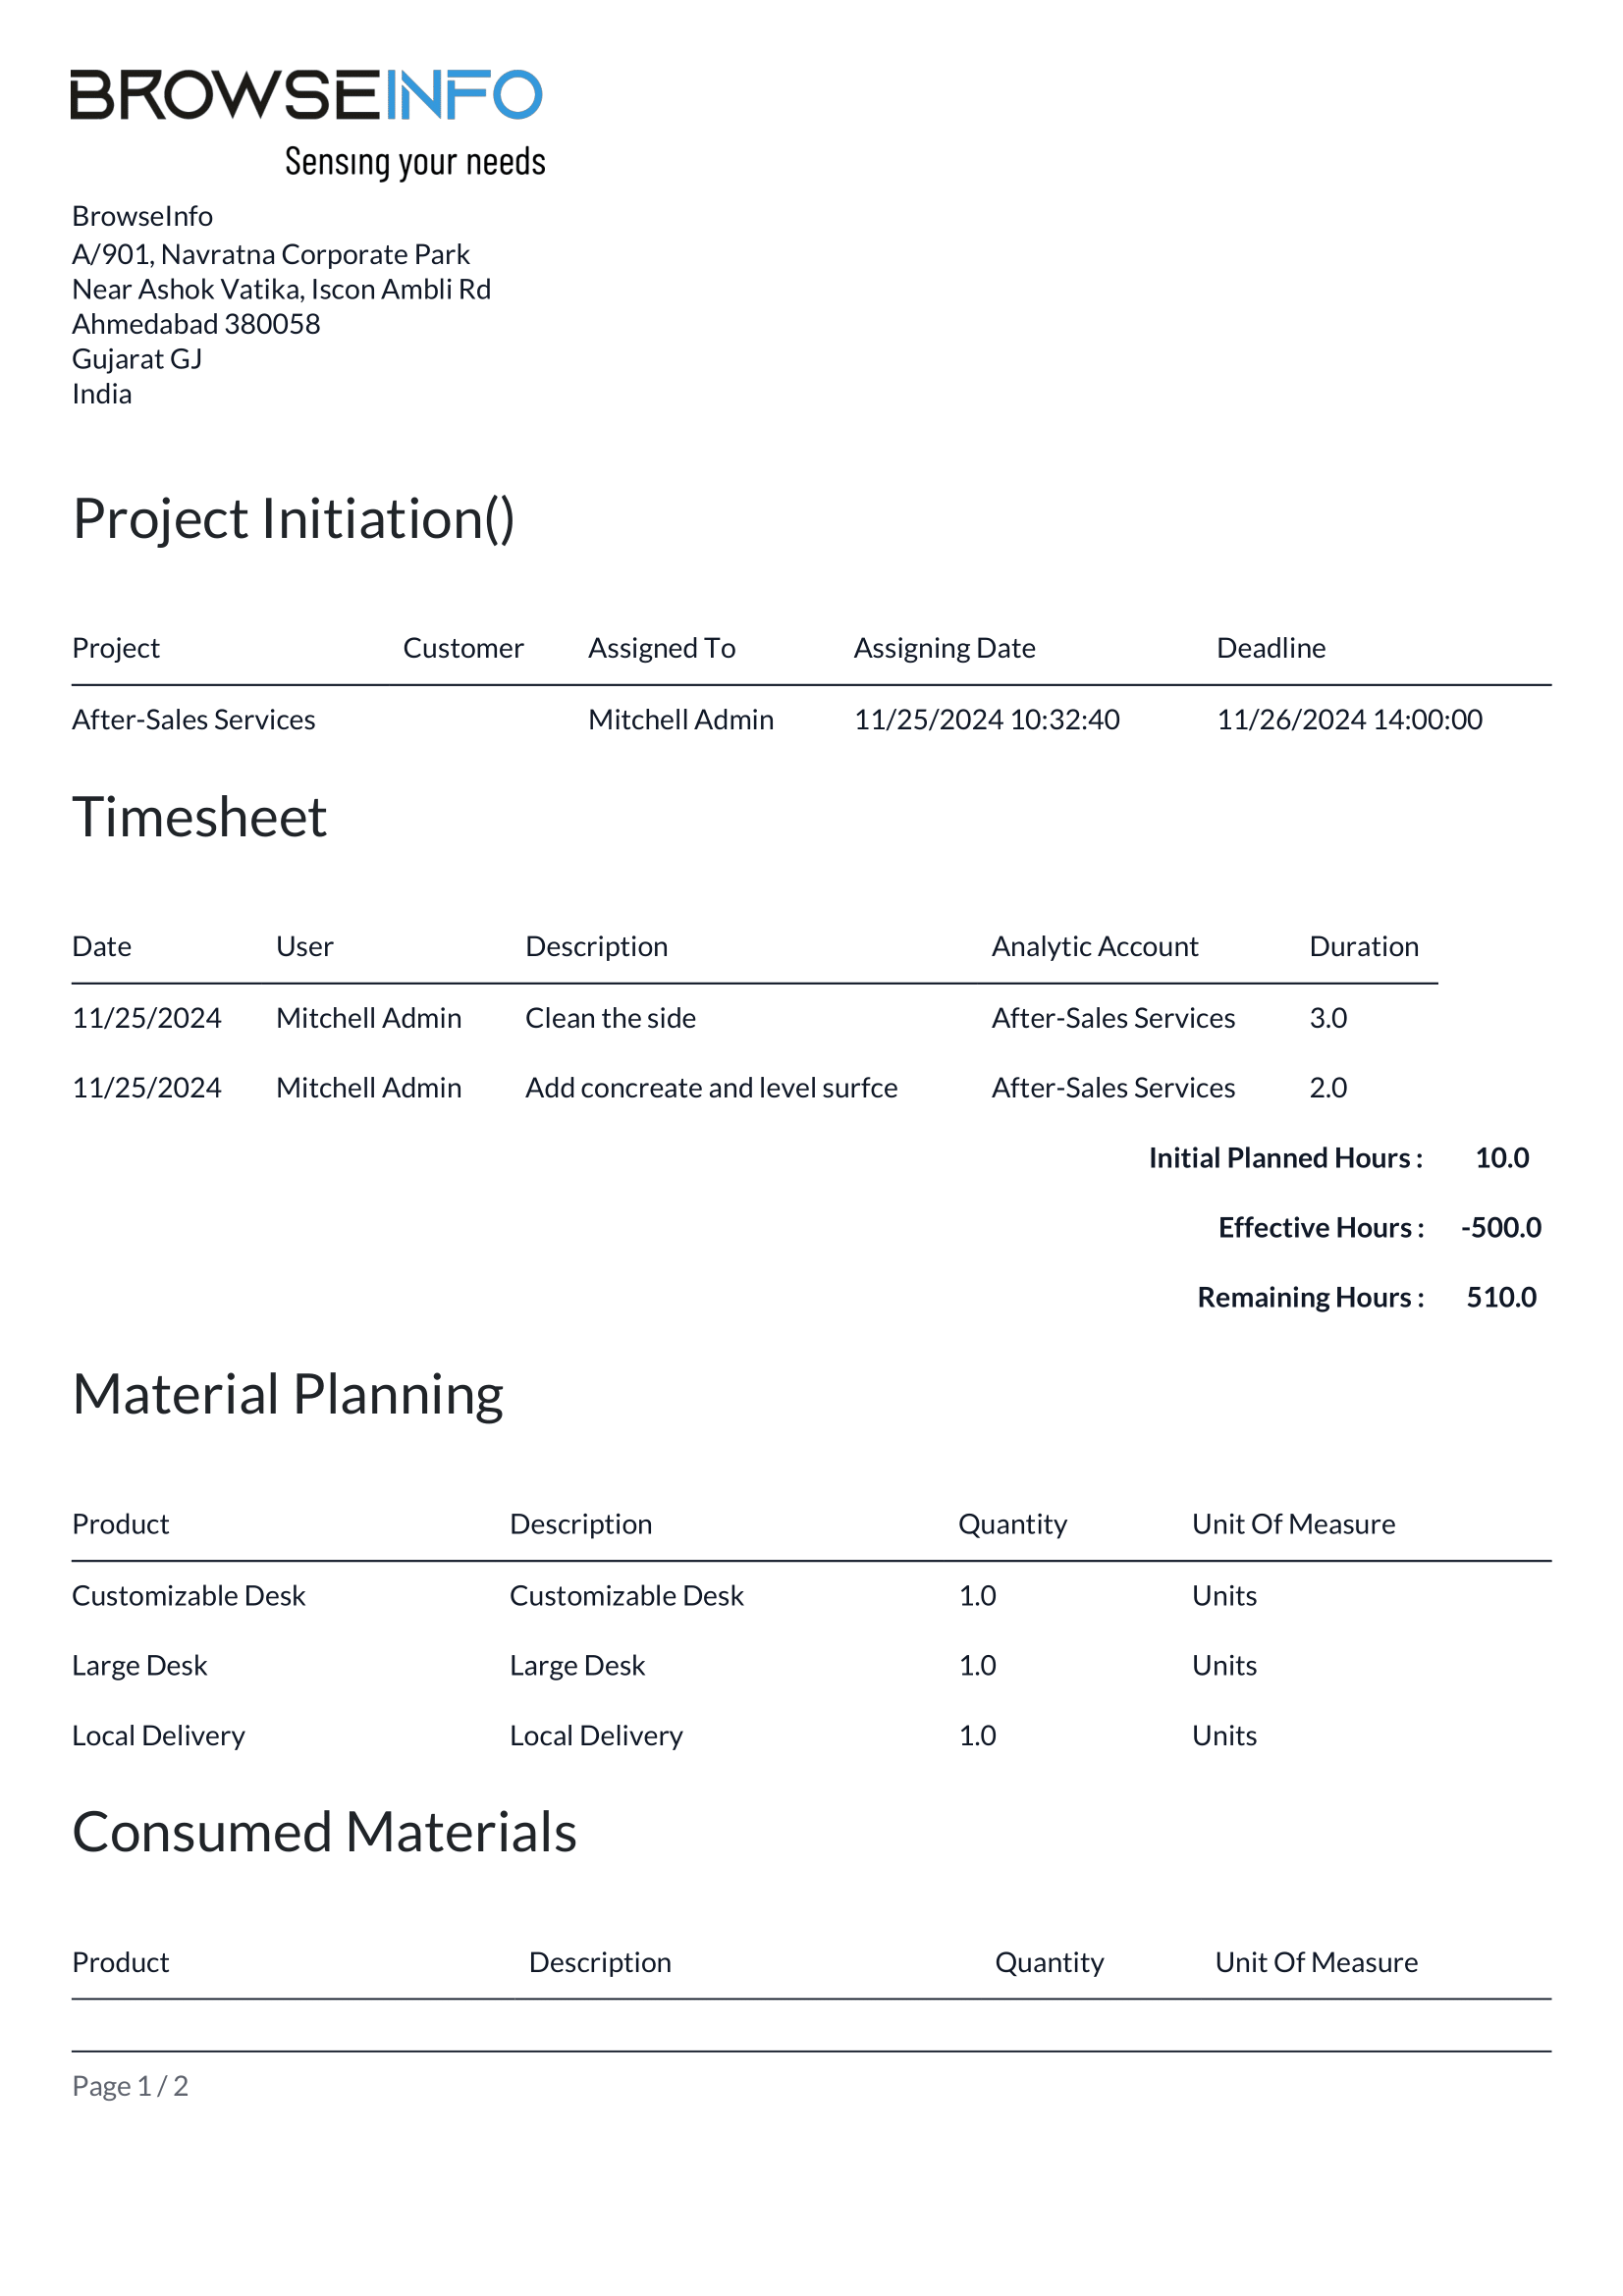 BROWSEINFO
Sensing your needs
BrowseInfo
A/901, Navratna Corporate Park
Near Ashok Vatika, Iscon Ambli Rd
Ahmedabad 380058
Gujarat GJ
India
Project Initiation()
Project Customer Assigned To Assigning Date Deadline
After-Sales Services Mitchell Admin 11/25/2024 10:32:40 11/26/2024 14:00:00
Timesheet
Date User Description Analytic Account Duration
11/25/2024 Mitchell Admin Clean the side After-Sales Services 3.0
11/25/2024 Mitchell Admin Add concreate and level surfce After-Sales Services 2.0
Initial Planned Hours : 10.0
Effective Hours : -500.0
Remaining Hours : 510.0
Material Planning
Product Description Quantity Unit Of Measure
Customizable Desk Customizable Desk 1.0 Units
Large Desk Large Desk 1.0 Units
Local Delivery Local Delivery 1.0 Units
Consumed Materials
Product Description Quantity Unit Of Measure
Page 1 / 2